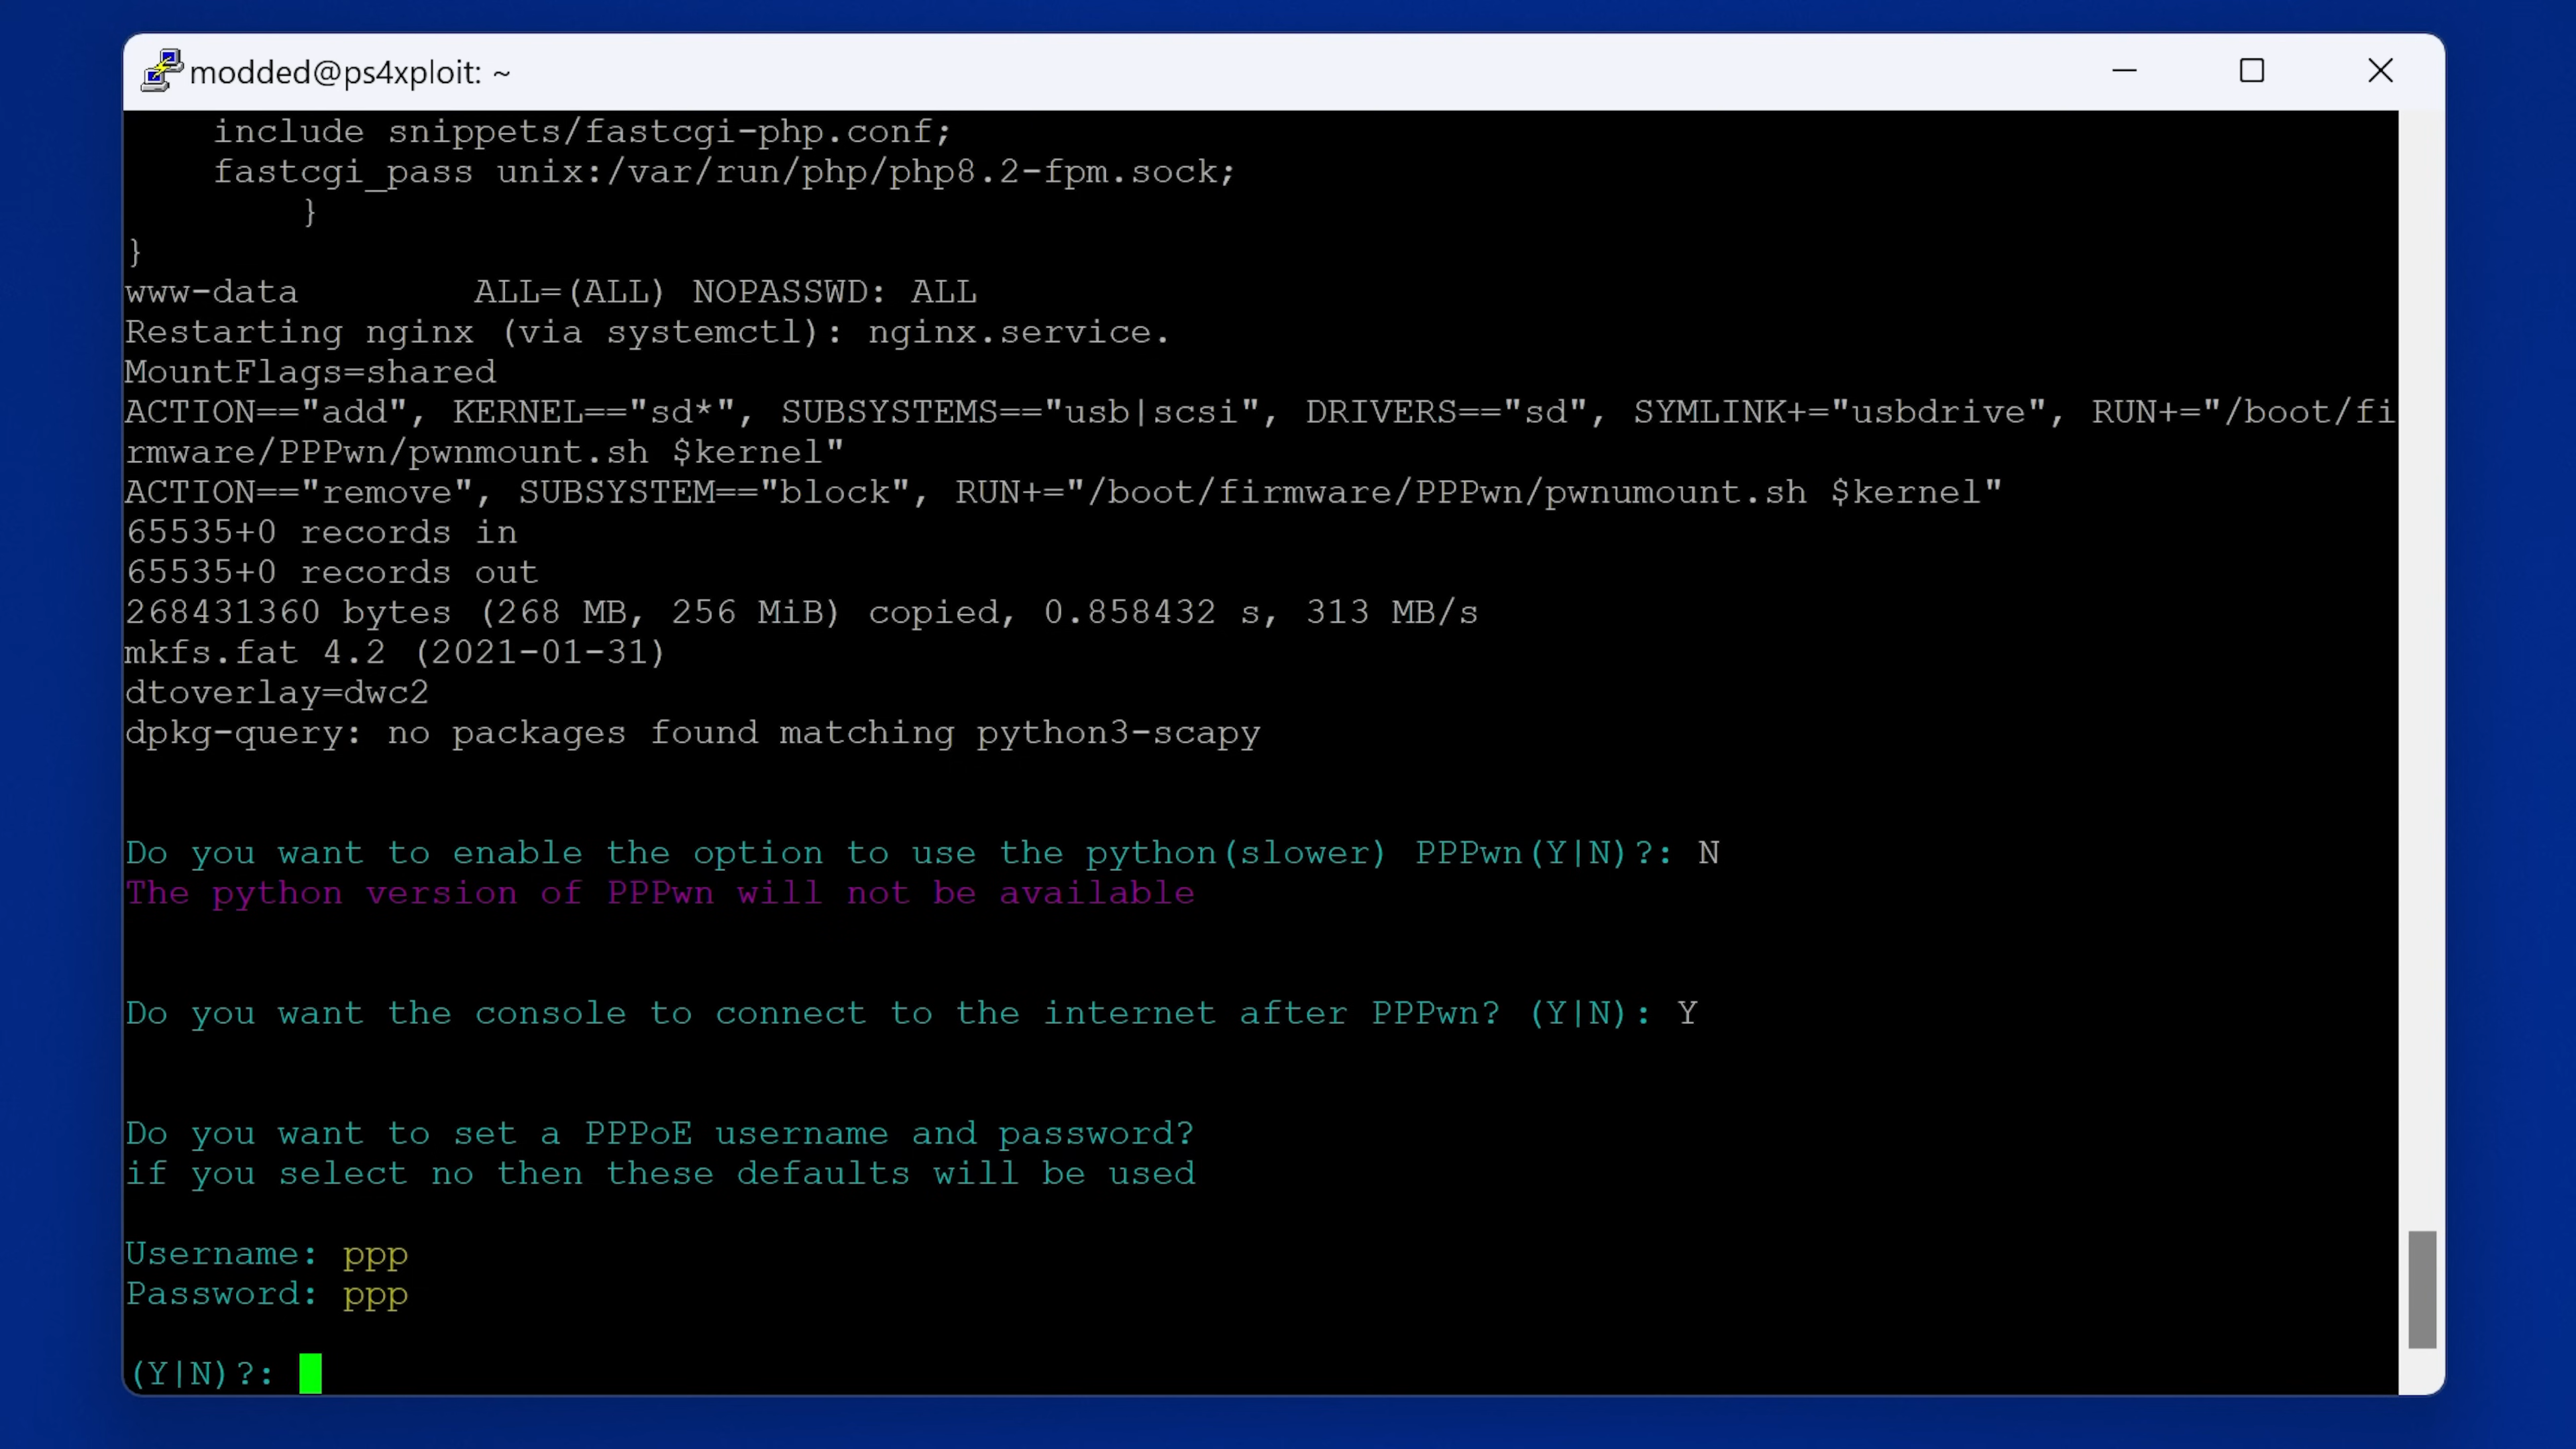 modded@ps4xploit: ~
include snippets/fastcgi-php.conf;
fastcgi_pass unix:/var/run/php/php8.2-fpm.sock;
}
}
www-data        ALL=(ALL) NOPASSWD: ALL
Restarting nginx (via systemctl): nginx.service.
MountFlags=shared
ACTION=="add", KERNEL=="sd*", SUBSYSTEMS=="usb|scsi", DRIVERS=="sd", SYMLINK+="usbdrive", RUN+="/boot/fi
rmware/PPPwn/pwnmount.sh $kernel"
ACTION=="remove", SUBSYSTEM=="block", RUN+="/boot/firmware/PPPwn/pwnumount.sh $kernel"
65535+0 records in
65535+0 records out
268431360 bytes (268 MB, 256 MiB) copied, 0.858432 s, 313 MB/s
mkfs.fat 4.2 (2021-01-31)
dtoverlay=dwc2
dpkg-query: no packages found matching python3-scapy
Do you want to enable the option to use the python(slower) PPPwn(Y|N)?: N
The python version of PPPwn will not be available
Do you want the console to connect to the internet after PPPwn? (Y|N): Y
Do you want to set a PPPoE username and password?
if you select no then these defaults will be used
Username: ppp
Password: ppp
(Y|N)?: